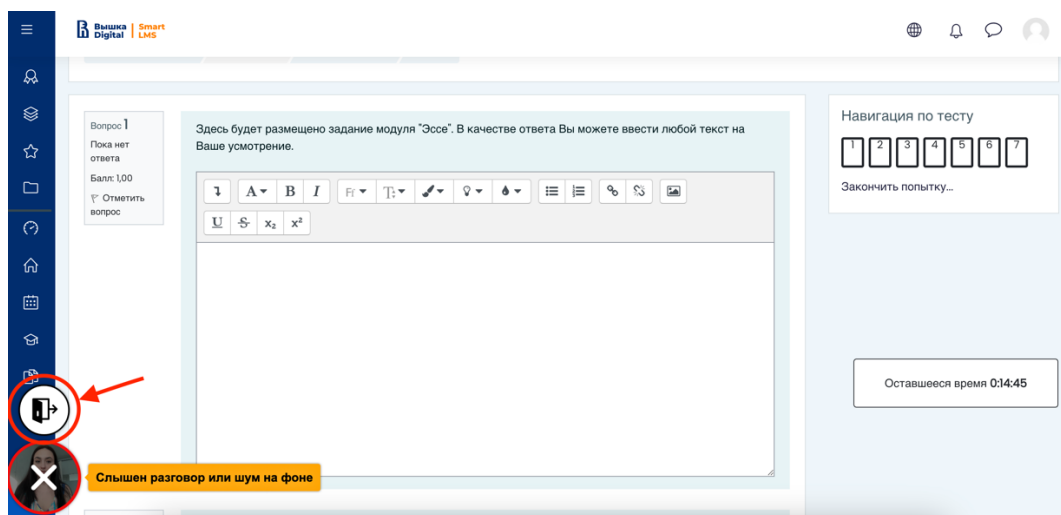 Вышка Digital | Smart LMS
Вопрос 1
Пока нет
ответа
Балл: 1,00
Отметить
вопрос
Здесь будет размещено задание модуля "Эссе". В качестве ответа Вы можете ввести любой текст на
Ваше усмотрение.
A B I Ff T: 
U S x₂ x²
Навигация по тесту
1 2 3 4 5 6 7
Закончить попытку...
Оставшееся время 0:14:45
Слышен разговор или шум на фоне